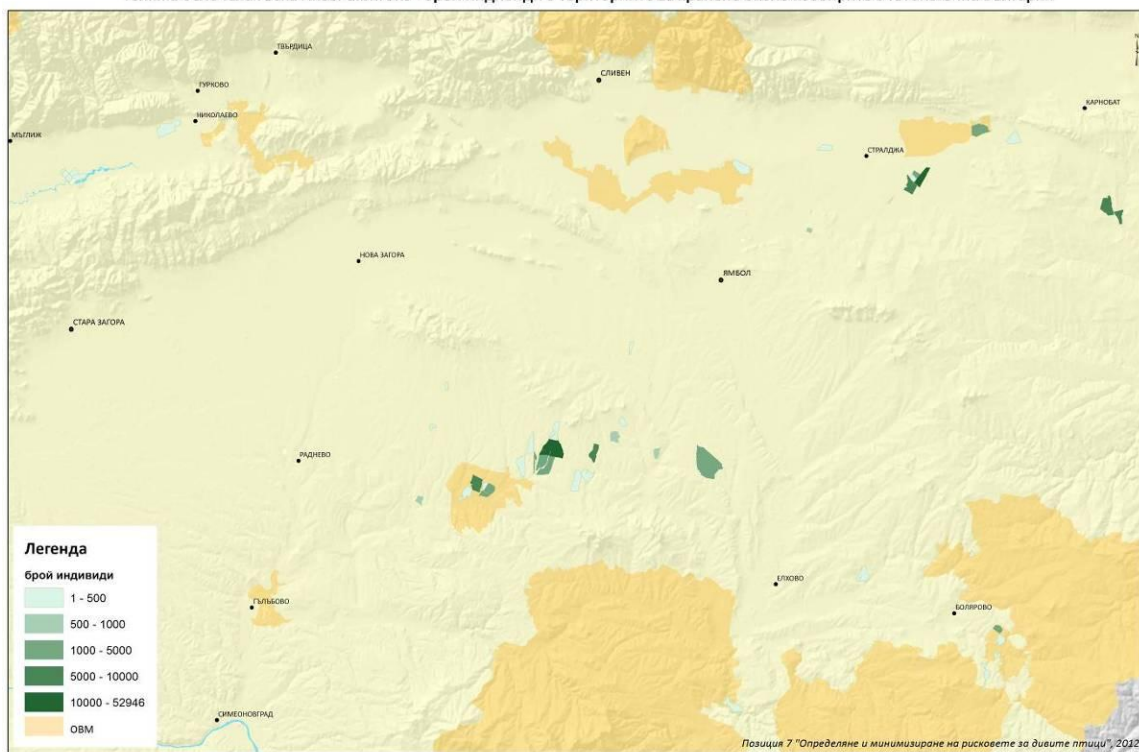 ТВЪРДИЦА
СЛИВЕН
ГУРКОВО
КАРНОБАТ
НИКОЛАЕВО
МЪГЛИЖ
СТРАЛДЖА
НОВА ЗАГОРА
ЯМБОЛ
СТАРА ЗАГОРА
РАДНЕВО
Легенда
брой индивиди
1 - 500
500 - 1000
1000 - 5000
5000 - 10000
10000 - 52946
ОВМ
ЕЛХОВО
ГЪЛЪБОВО
БОЛЯРОВО
СИМЕОНОВГРАД
Позиция 7 "Определяне и минимизиране на рисковете за дивите птици",